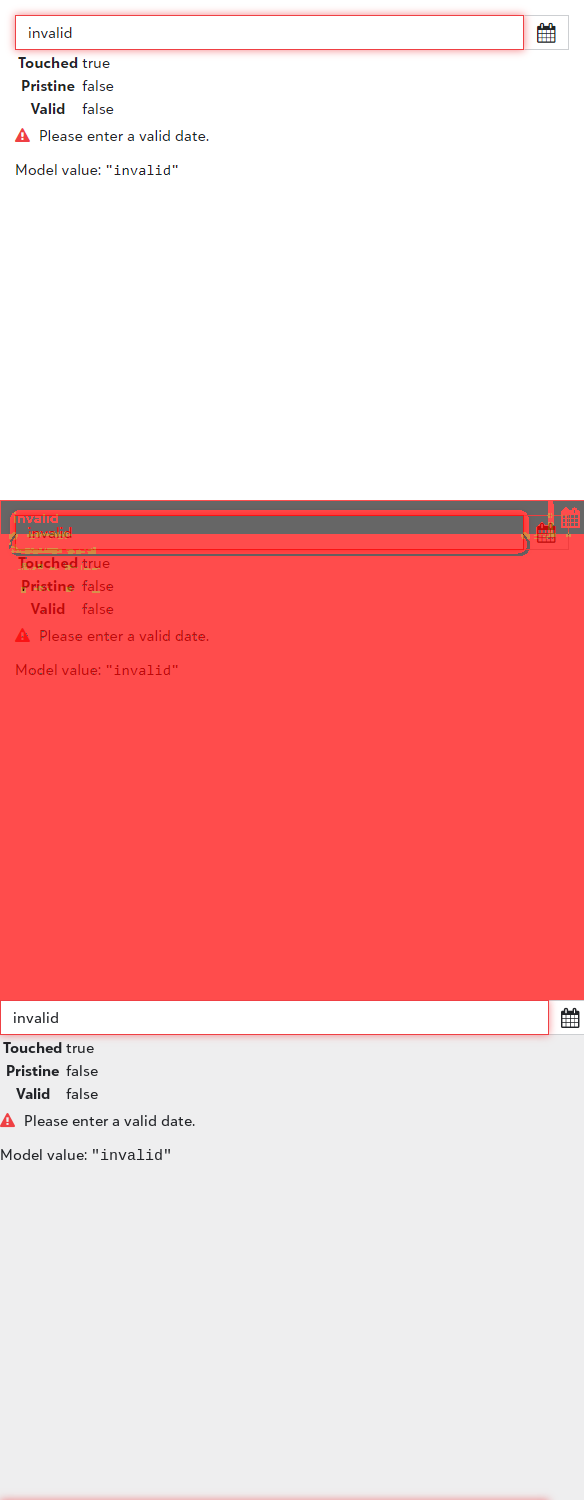 invalid
Touched true
Pristine false
Valid false
Please enter a valid date.
Model value: "invalid"
invalid
invalid
Touched true
Pristine false
Valid false
Please enter a valid date.
Model value: "invalid"
invalid
Touched true
Pristine false
Valid false
Please enter a valid date.
Model value: "invalid"